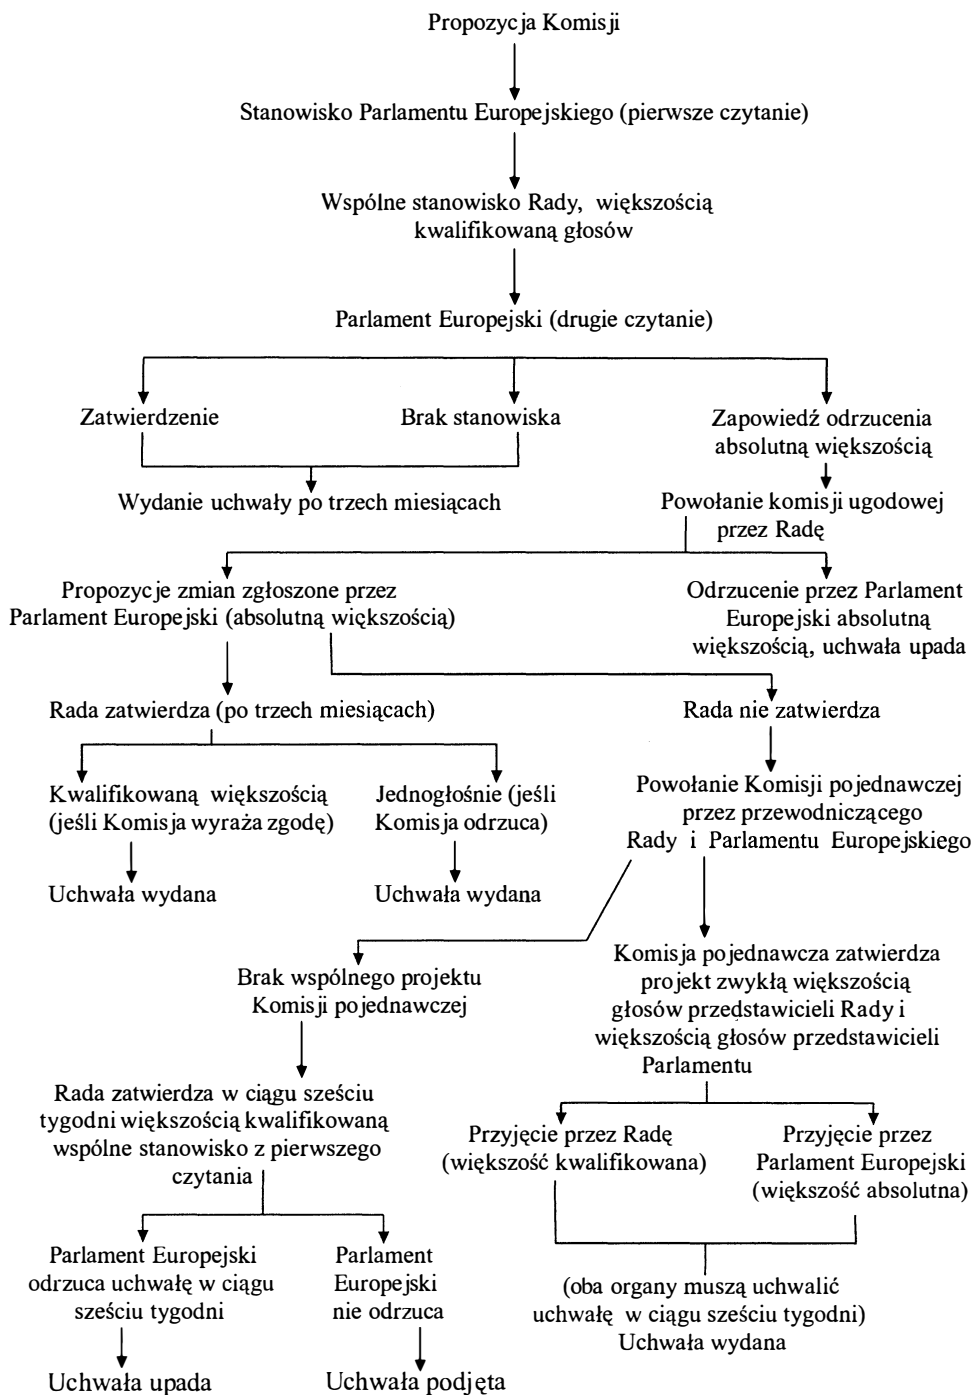 Propozycja Komisji
Stanowisko Parlamentu Europejskiego (pierwsze czytanie)
Wspólne stanowisko Rady, większością
kwalifikowaną głosów
Parlament Europejski (drugie czytanie)
Zatwierdzenie
Brak stanowiska
Zapowiedź odrzucenia
absolutną większością
Wydanie uchwały po trzech miesiącach
Powołanie komisji ugodowej
przez Radę
Propozycje zmian zgłoszone przez
Parlament Europejski (absolutną większością)
Odrzucenie przez Parlament
Europejski absolutną
większością, uchwała upada
Rada zatwierdza (po trzech miesiącach)
Rada nie zatwierdza
Kwalifikowaną większością
(jeśli Komisja wyraża zgodę)
Jednogłośnie (jeśli
Komisja odrzuca)
Powołanie Komisji pojednawczej
przez przewodniczącego
Rady i Parlamentu Europejskiego
Uchwała wydana
Uchwała wydana
Brak wspólnego projektu
Komisji pojednawczej
Komisja pojednawcza zatwierdza
projekt zwykłą większością
głosów przedstawicieli Rady i
większością głosów przedstawicieli
Parlamentu
Rada zatwierdza w ciągu sześciu
tygodni większością kwalifikowaną
wspólne stanowisko z pierwszego
czytania
Przyjęcie przez Radę
(większość kwalifikowana)
Przyjęcie przez
Parlament Europejski
(większość absolutna)
Parlament Europejski
odrzuca uchwałę w ciągu
sześciu tygodni
Parlament
Europejski
nie odrzuca
(oba organy muszą uchwalić
uchwałę w ciągu sześciu tygodni)
Uchwała wydana
Uchwała upada
Uchwała podjęta